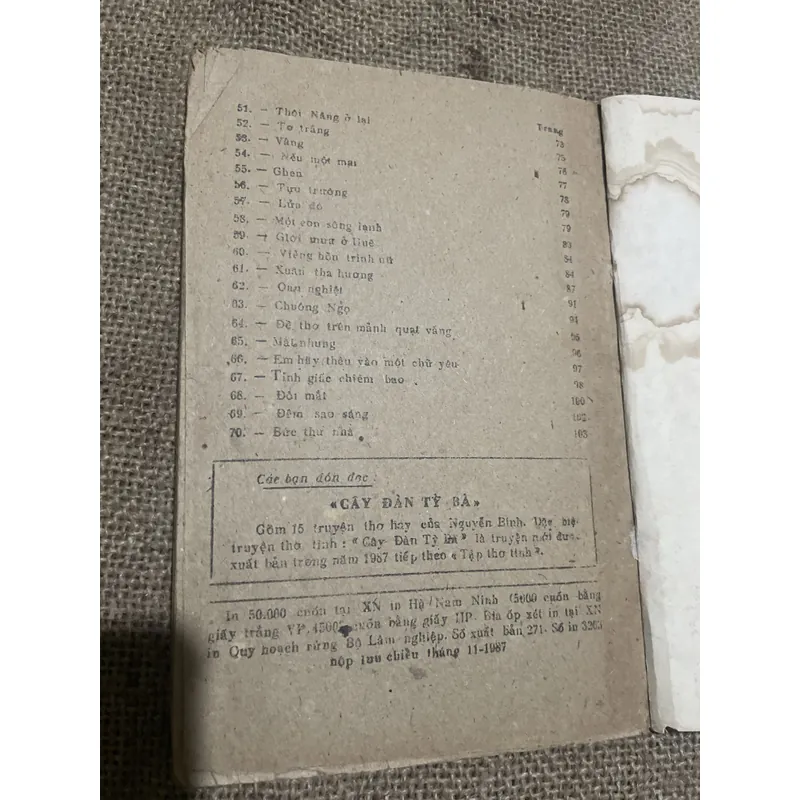 Trang
51. — Thôi Nàng ở lại 73
52. — Tơ trắng 75
53. — Vâng 76
54. — Nếu một mai 77
55. — Ghen 78
56. — Tựu trường 79
57. — Lửa đò 79
58. — Một con sông lạnh 83
59. — Giời mưa ở Huế 84
60. — Viếng hồn trinh nữ 84
61. — Xuân tha hương 87
62. — Oan nghiệt 91
63. — Chuông Ngọ
64. — Đề thơ trên mảnh quạt vàng
65. — Mắt nhung 96
66. — Em hãy thêu vào một chữ yêu 97
67. — Tỉnh giấc chiêm bao 98
68. — Đôi mắt 100
69. — Đêm sao sáng 102
70. — Bức thư nhà 103
Các bạn đón đọc
«CÂY ĐÀN TỲ BÀ»
Gồm 15 truyện thơ hay của Nguyễn Bính. Đặc biệ
truyện thơ tình: "Cây Đàn Tỳ Bà" là truyện mới đượ
xuất bản trong năm 1987 tiếp theo "Tập thơ tình".
In 50.000 cuốn tại XN in Hà Nam Ninh (5000 cuốn bằng
giấy trắng VP, cuốn bằng giấy HP. Bìa ốp xét in tại XN
in Quy hoạch rừng Bộ Lâm nghiệp. Số xuất bản 271. Số in
nộp lưu chiểu tháng 11-1987